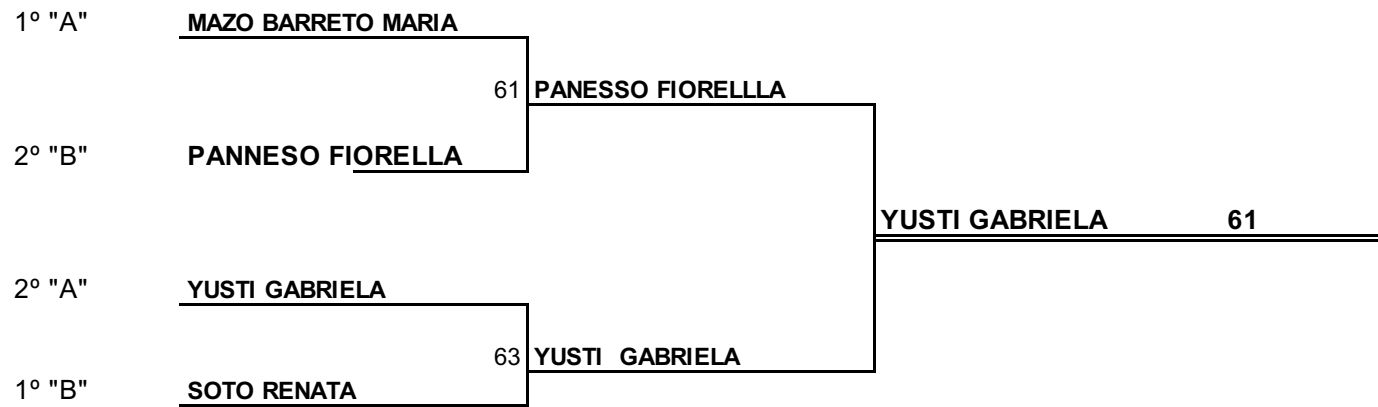 1º "A" MAZO BARRETO MARIA
61 PANESSO FIORELLLA
2º "B" PANNESO FIORELLA
YUSTI GABRIELA 61
2º "A" YUSTI GABRIELA
63 YUSTI GABRIELA
1º "B" SOTO RENATA